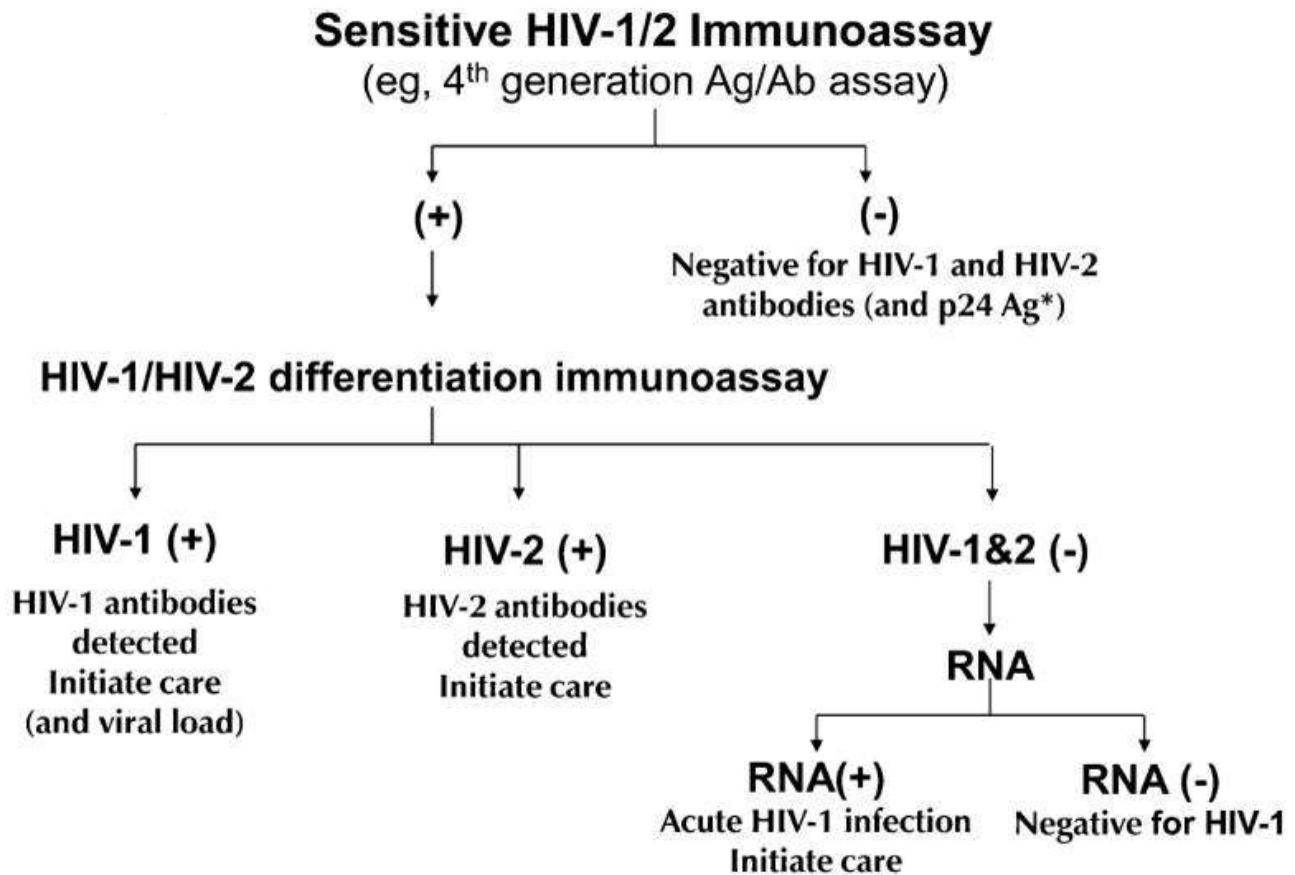 Sensitive HIV-1/2 Immunoassay
(eg, 4th generation Ag/Ab assay)
(+)
(-)
Negative for HIV-1 and HIV-2
antibodies (and p24 Ag*)
HIV-1/HIV-2 differentiation immunoassay
HIV-1 (+)
HIV-1 antibodies
detected
Initiate care
(and viral load)
HIV-2 (+)
HIV-2 antibodies
detected
Initiate care
HIV-1&2 (-)
RNA
RNA(+)
Acute HIV-1 infection
Initiate care
RNA (-)
Negative for HIV-1